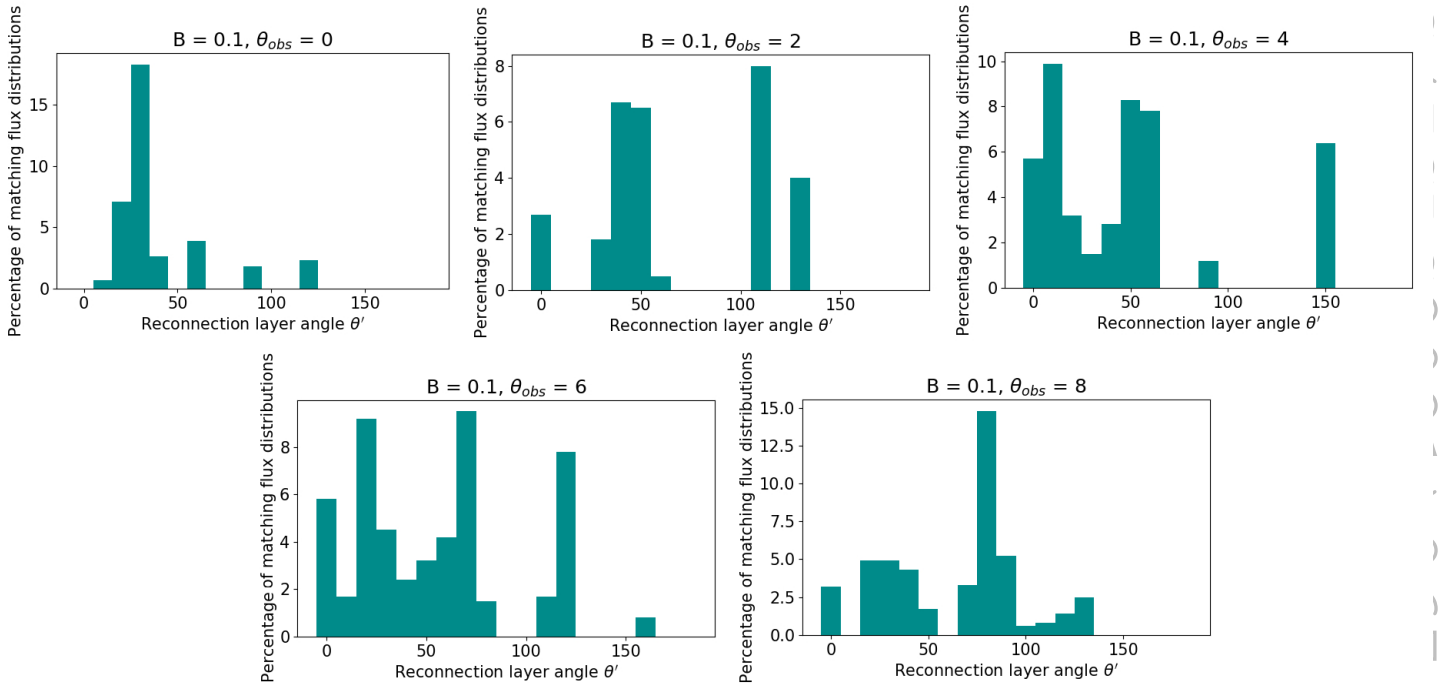 B = 0.1, θobs = 0
Percentage of matching flux distributions
15
10
5
0
0 50 100 150
Reconnection layer angle θ′
B = 0.1, θobs = 2
Percentage of matching flux distributions
8
6
4
2
0
0 50 100 150
Reconnection layer angle θ′
B = 0.1, θobs = 4
Percentage of matching flux distributions
10
8
6
4
2
0
0 50 100 150
Reconnection layer angle θ′
B = 0.1, θobs = 6
Percentage of matching flux distributions
8
6
4
2
0
0 50 100 150
Reconnection layer angle θ′
B = 0.1, θobs = 8
Percentage of matching flux distributions
15.0
12.5
10.0
7.5
5.0
2.5
0.0
0 50 100 150
Reconnection layer angle θ′